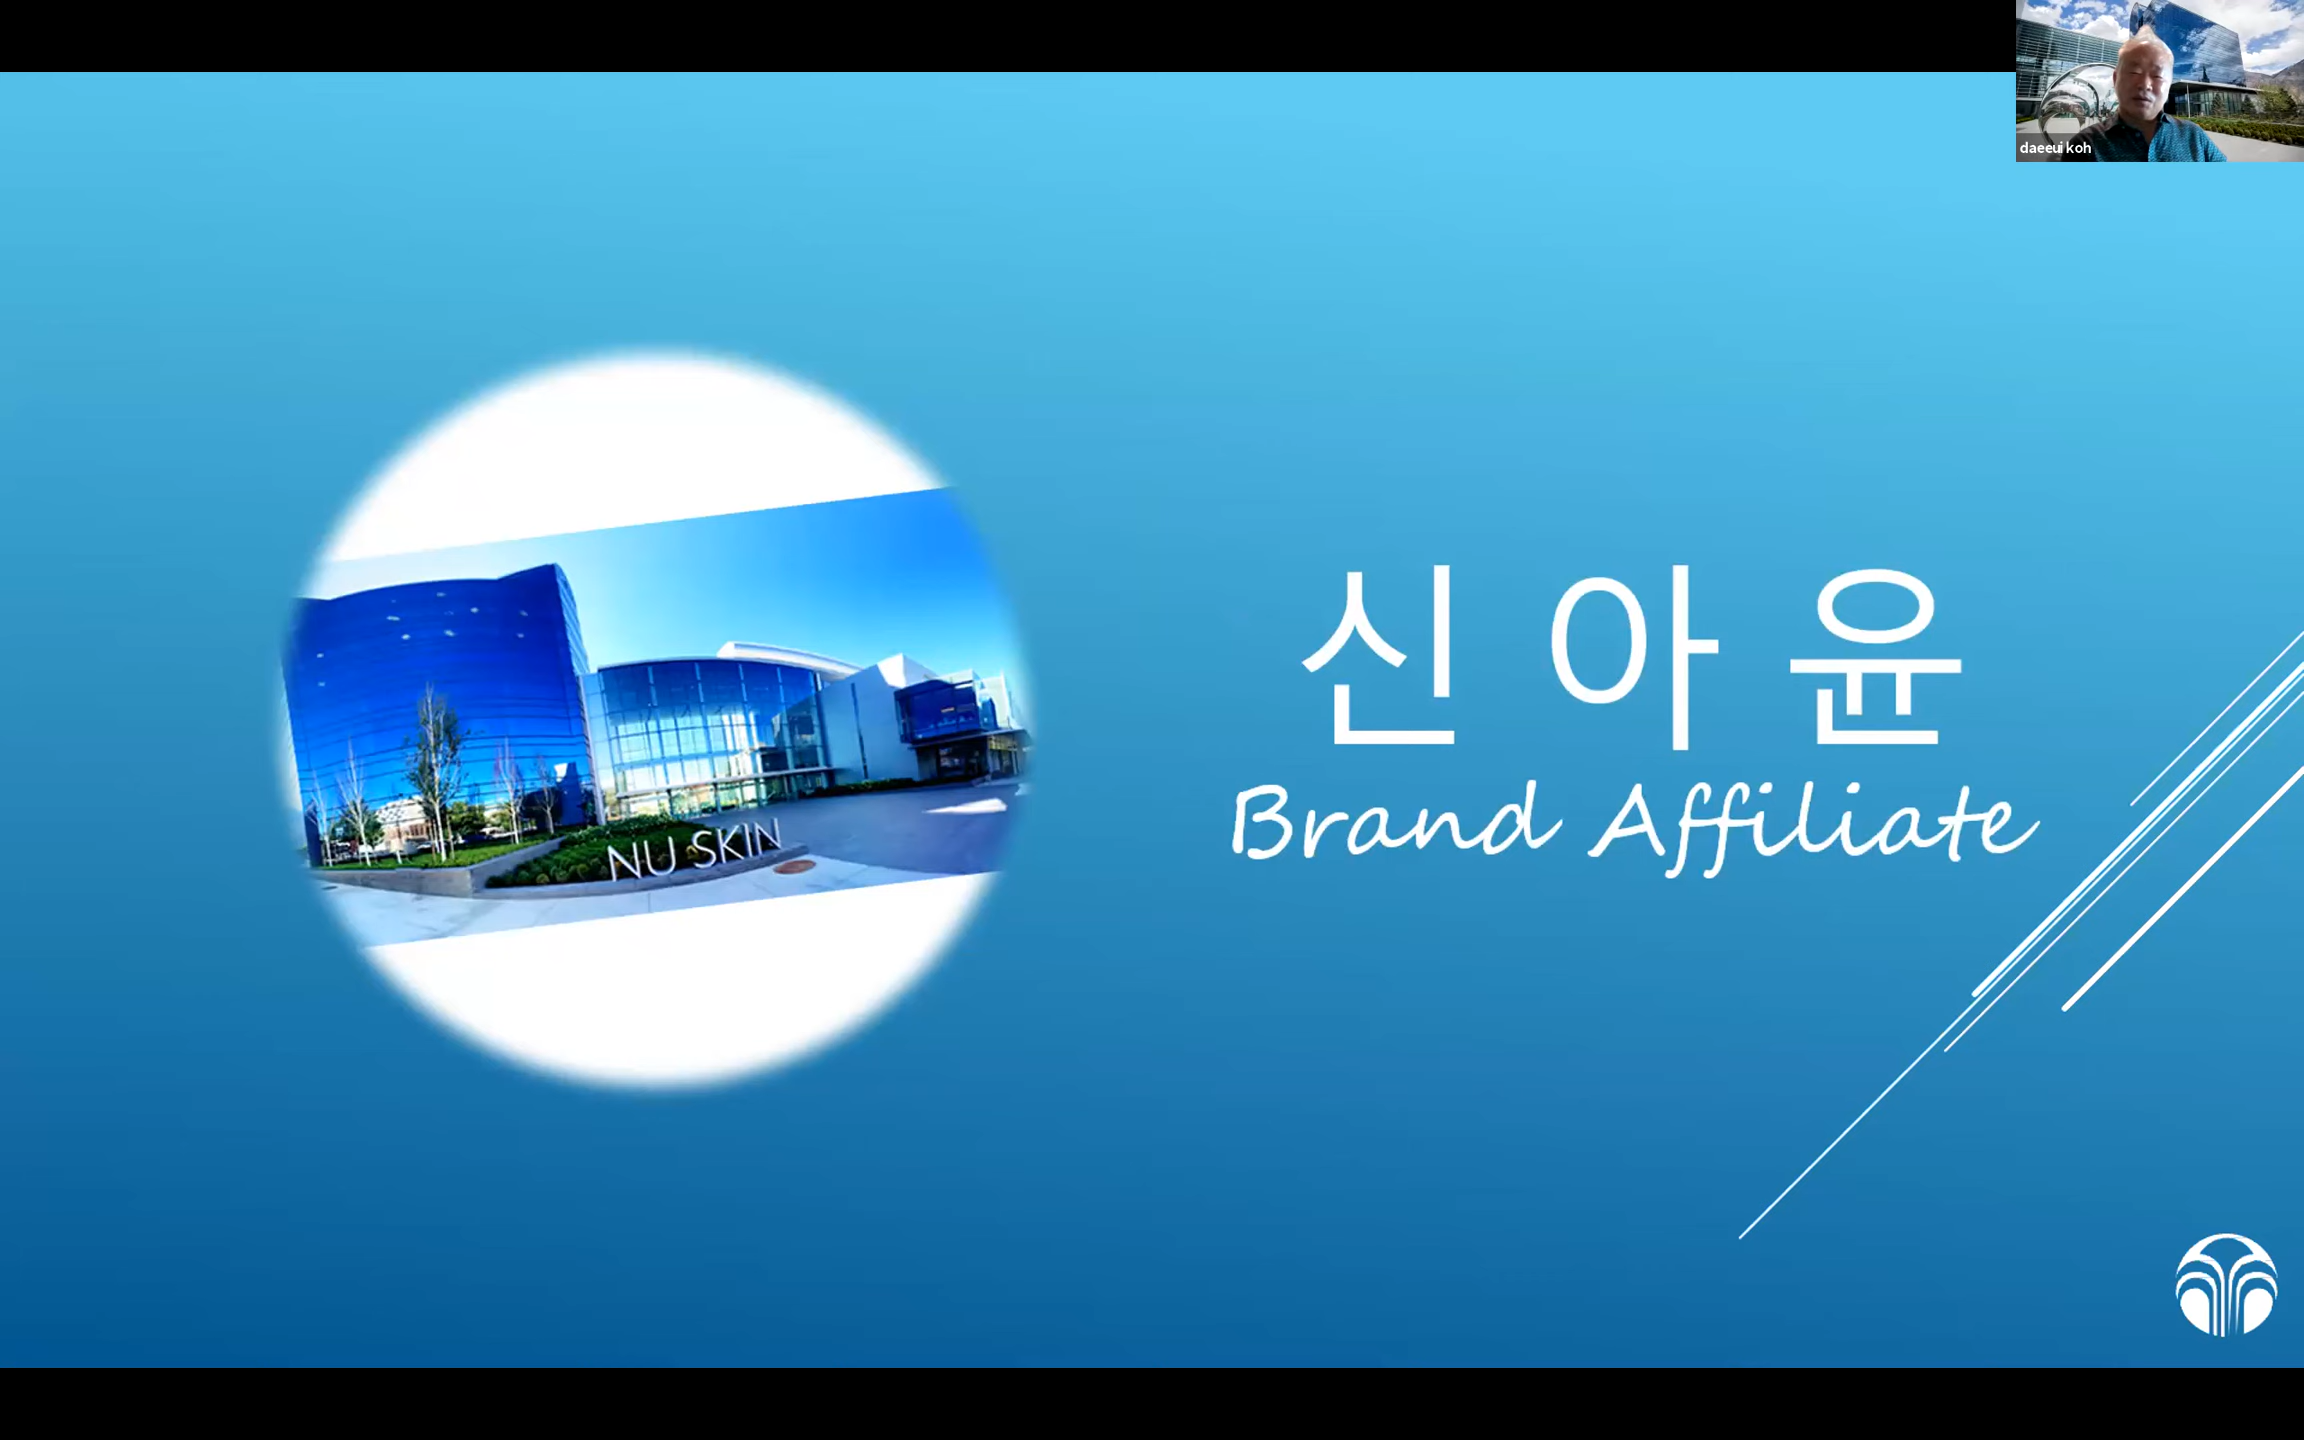 daeeui koh
신 아 윤
Brand Affiliate
NU SKIN